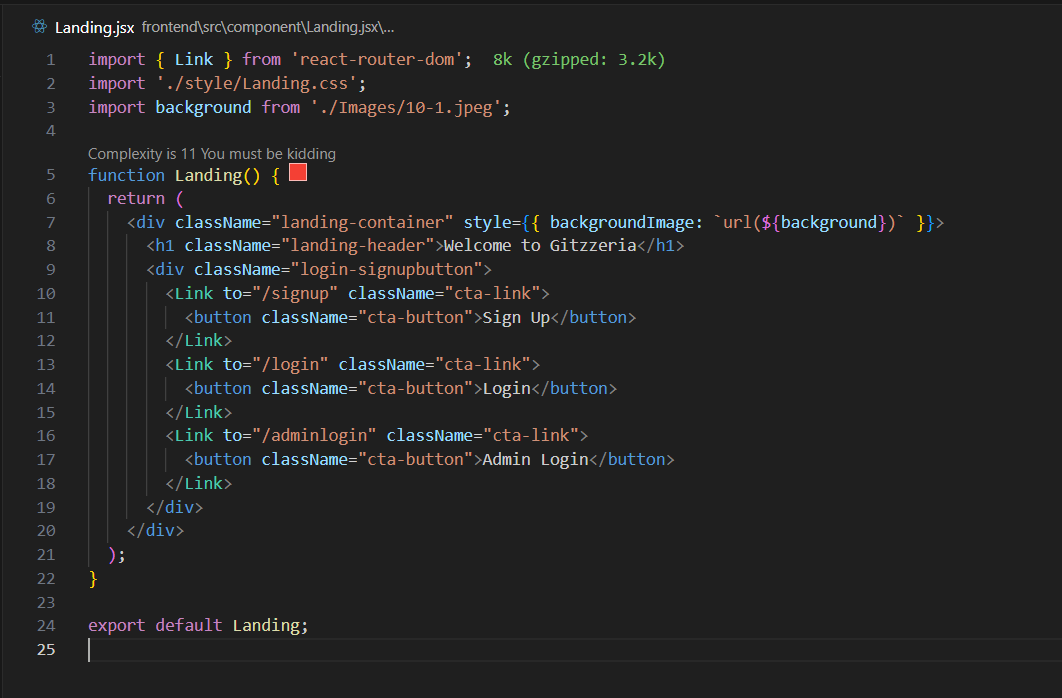 Landing.jsx frontend\src\component\Landing.jsx\...
1 import { Link } from 'react-router-dom'; 8k (gzipped: 3.2k)
2 import './style/Landing.css';
3 import background from './Images/10-1.jpeg';
4
Complexity is 11 You must be kidding
5 function Landing() {
6   return (
7     <div className="landing-container" style={{ backgroundImage: `url(${background})` }}>
8       <h1 className="landing-header">Welcome to Gitzzeria</h1>
9       <div className="login-signupbutton">
10         <Link to="/signup" className="cta-link">
11           <button className="cta-button">Sign Up</button>
12         </Link>
13         <Link to="/login" className="cta-link">
14           <button className="cta-button">Login</button>
15         </Link>
16         <Link to="/adminlogin" className="cta-link">
17           <button className="cta-button">Admin Login</button>
18         </Link>
19       </div>
20     </div>
21   );
22 }
23
24 export default Landing;
25